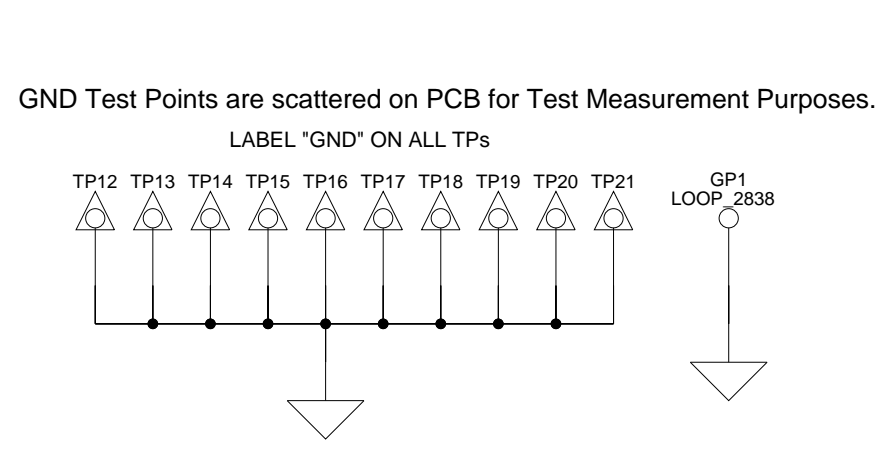 GND Test Points are scattered on PCB for Test Measurement Purposes.
LABEL "GND" ON ALL TPs
TP12 TP13 TP14 TP15 TP16 TP17 TP18 TP19 TP20 TP21
GP1
LOOP_2838